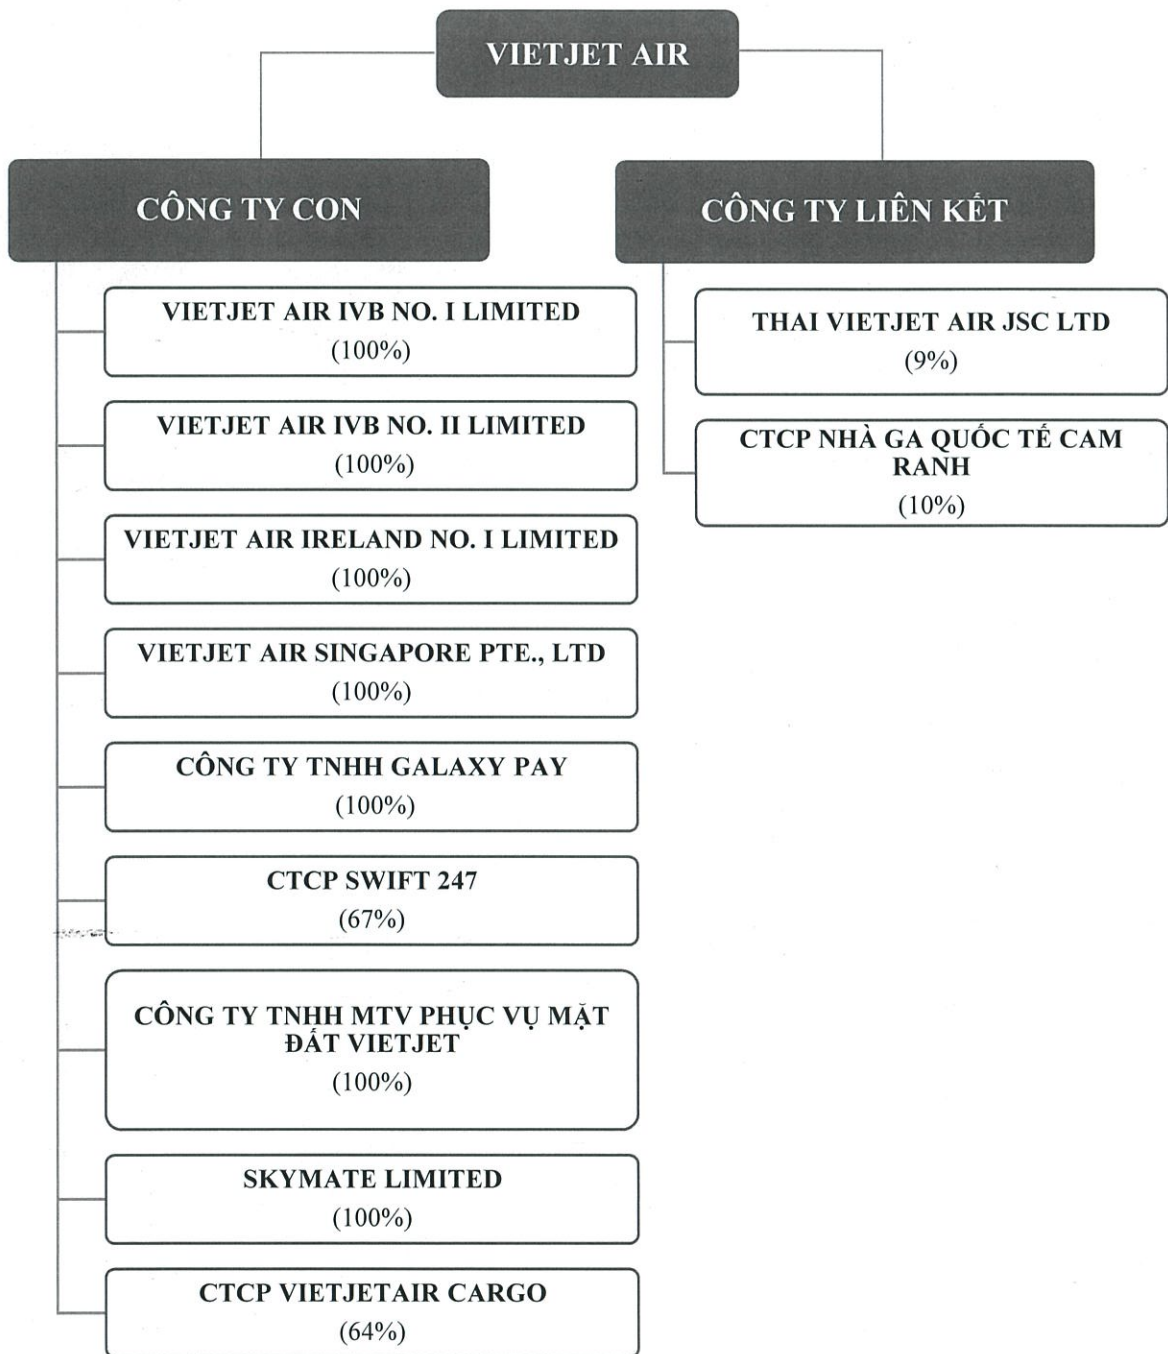 VIETJET AIR
CÔNG TY CON
VIETJET AIR IVB NO. I LIMITED
(100%)
VIETJET AIR IVB NO. II LIMITED
(100%)
VIETJET AIR IRELAND NO. I LIMITED
(100%)
VIETJET AIR SINGAPORE PTE., LTD
(100%)
CÔNG TY TNHH GALAXY PAY
(100%)
CTCP SWIFT 247
(67%)
CÔNG TY TNHH MTV PHỤC VỤ MẶT
ĐẤT VIETJET
(100%)
SKYMATE LIMITED
(100%)
CTCP VIETJETAIR CARGO
(64%)
CÔNG TY LIÊN KẾT
THAI VIETJET AIR JSC LTD
(9%)
CTCP NHÀ GA QUỐC TẾ CAM
RANH
(10%)